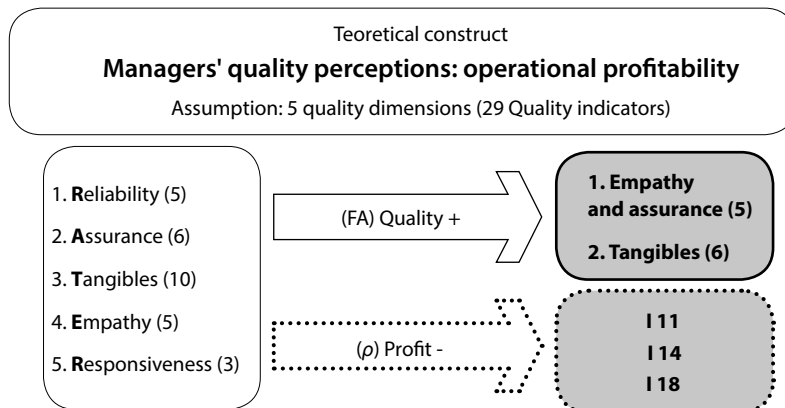 Teoretical construct
Managers' quality perceptions: operational profitability
Assumption: 5 quality dimensions (29 Quality indicators)
1. Reliability (5)
2. Assurance (6)
3. Tangibles (10)
4. Empathy (5)
5. Responsiveness (3)
(FA) Quality +
(ρ) Profit -
1. Empathy
and assurance (5)
2. Tangibles (6)
I 11
I 14
I 18